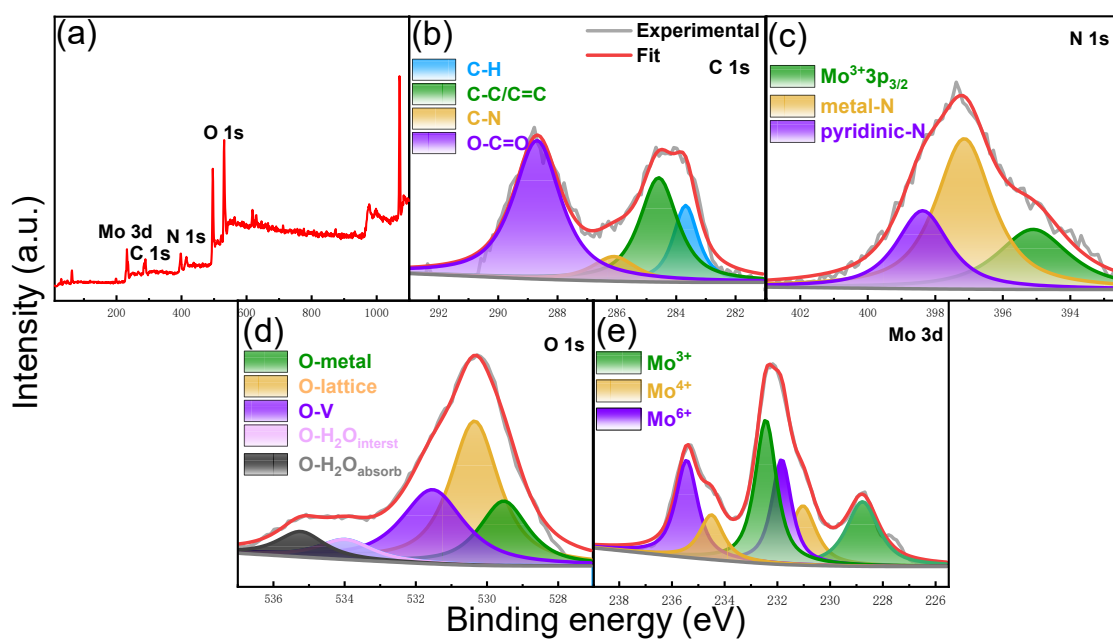 (a)
O 1s
Mo 3d
C 1s
N 1s
0 200 400 600 800 1000
(b)
Experimental
Fit
C 1s
C-H
C-C/C=C
C-N
O-C=O
292 290 288 286 284 282
(c)
N 1s
Mo³⁺3p₃/₂
metal-N
pyridinic-N
402 400 398 396 394
Intensity (a.u.)
(d)
O 1s
O-metal
O-lattice
O-V
O-H₂Ointerst
O-H₂Oabsorb
536 534 532 530 528
(e)
Mo 3d
Mo³⁺
Mo⁴⁺
Mo⁶⁺
238 236 234 232 230 228 226
Binding energy (eV)